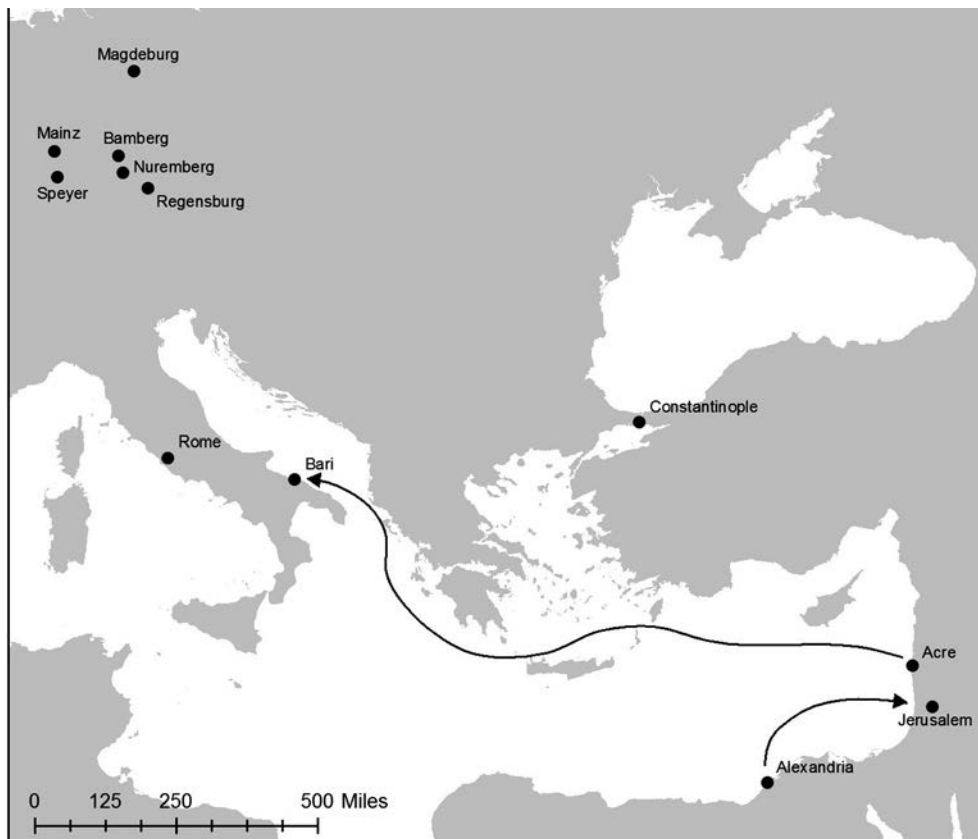 Magdeburg
Mainz
Bamberg
Nuremberg
Speyer
Regensburg
Constantinople
Rome
Bari
Acre
Jerusalem
Alexandria
0 125 250 500 Miles